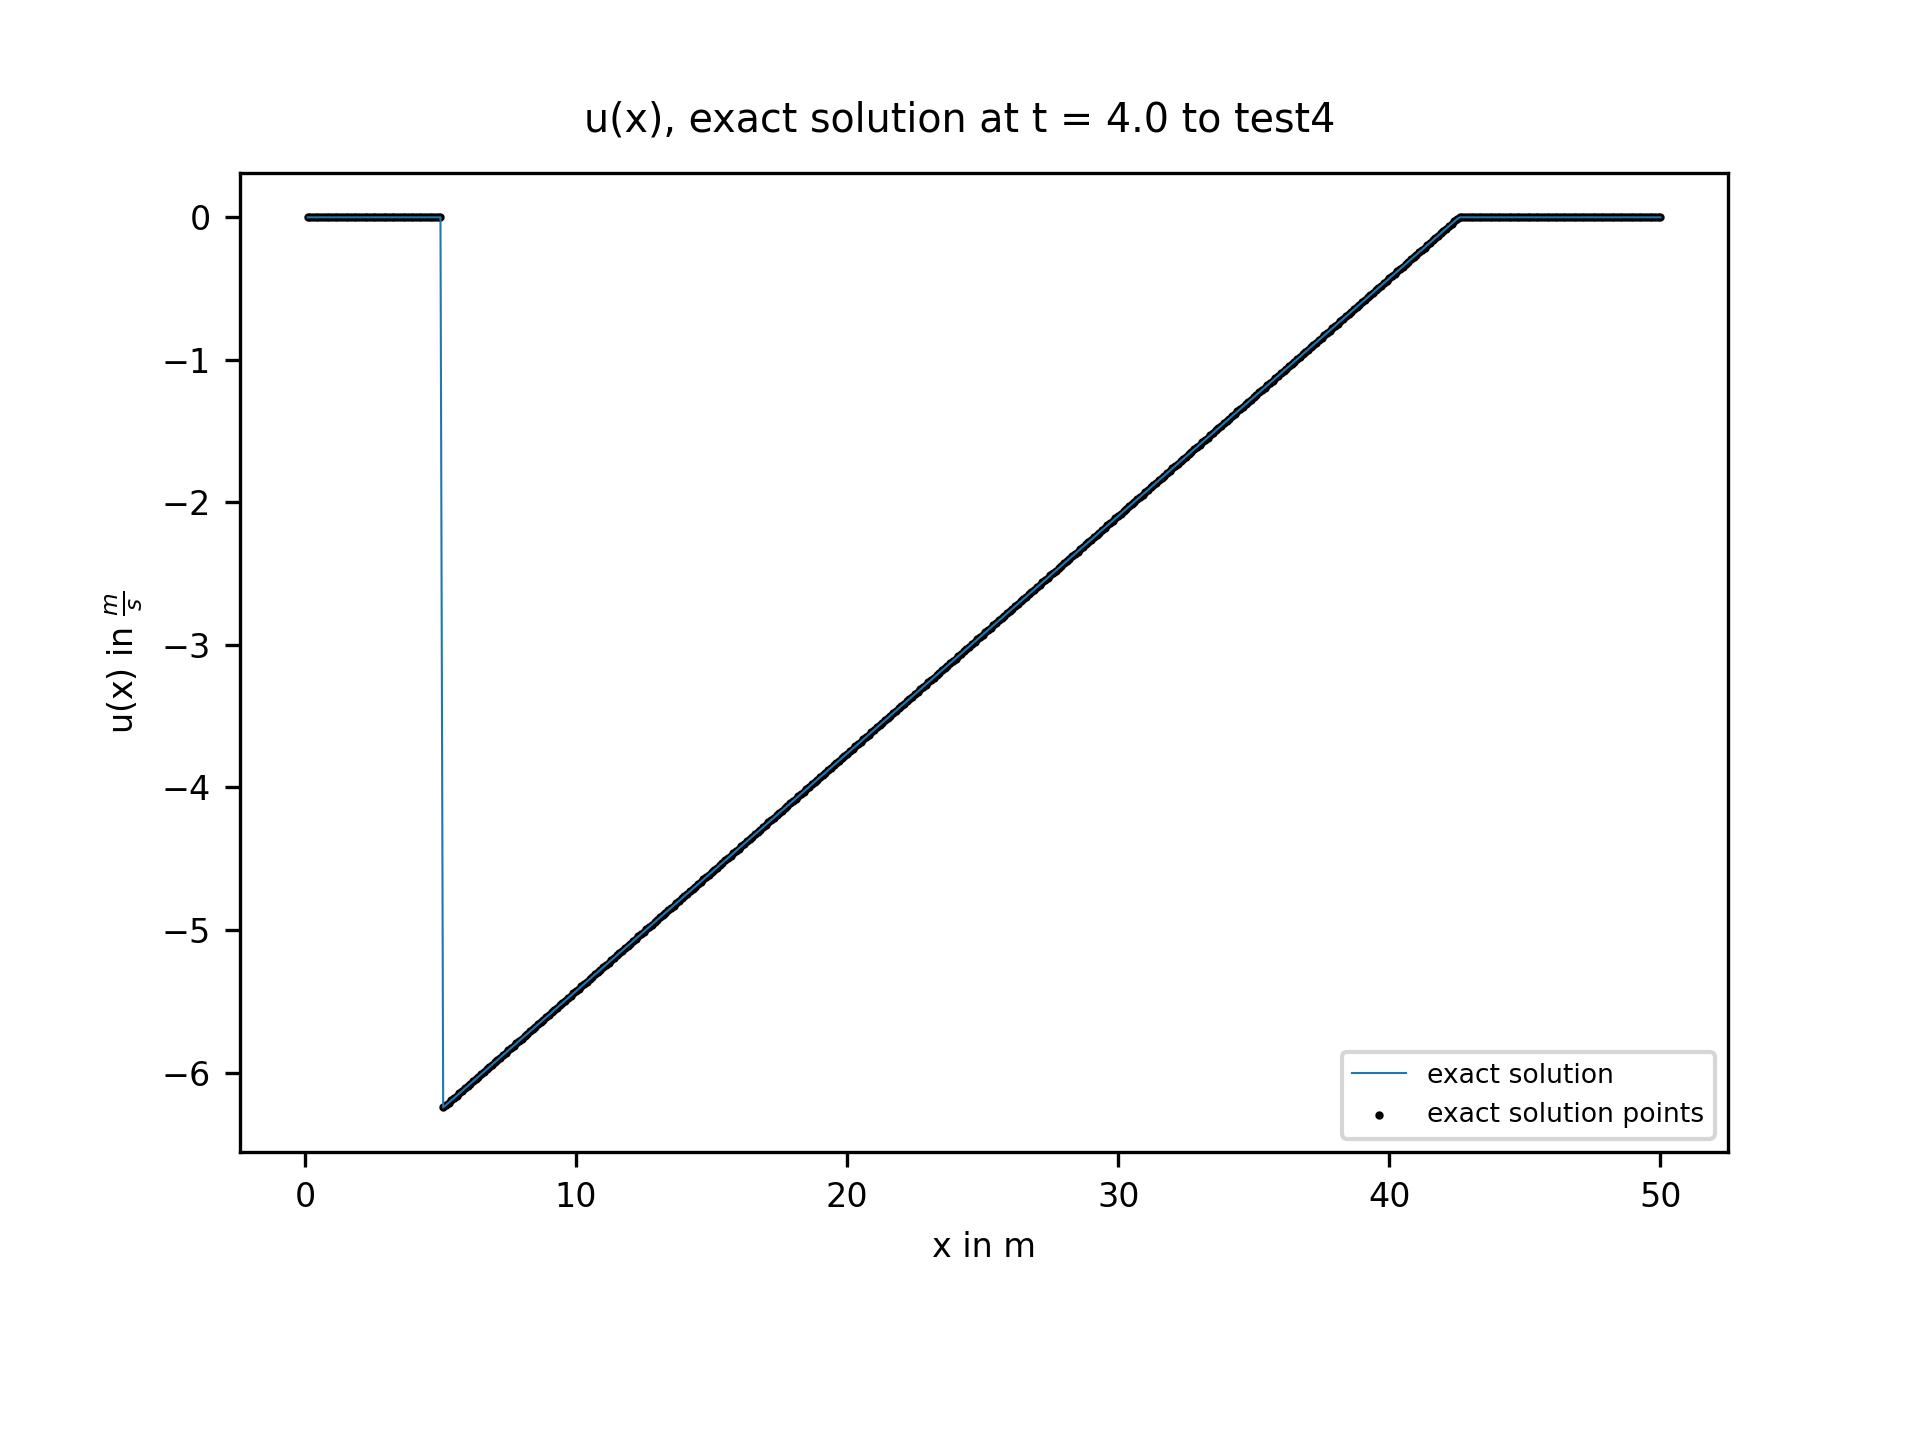 u(x), exact solution at t = 4.0 to test4
0
−1
−2
−3
−4
−5
−6
u(x) in m/s
0 10 20 30 40 50
x in m
exact solution
exact solution points